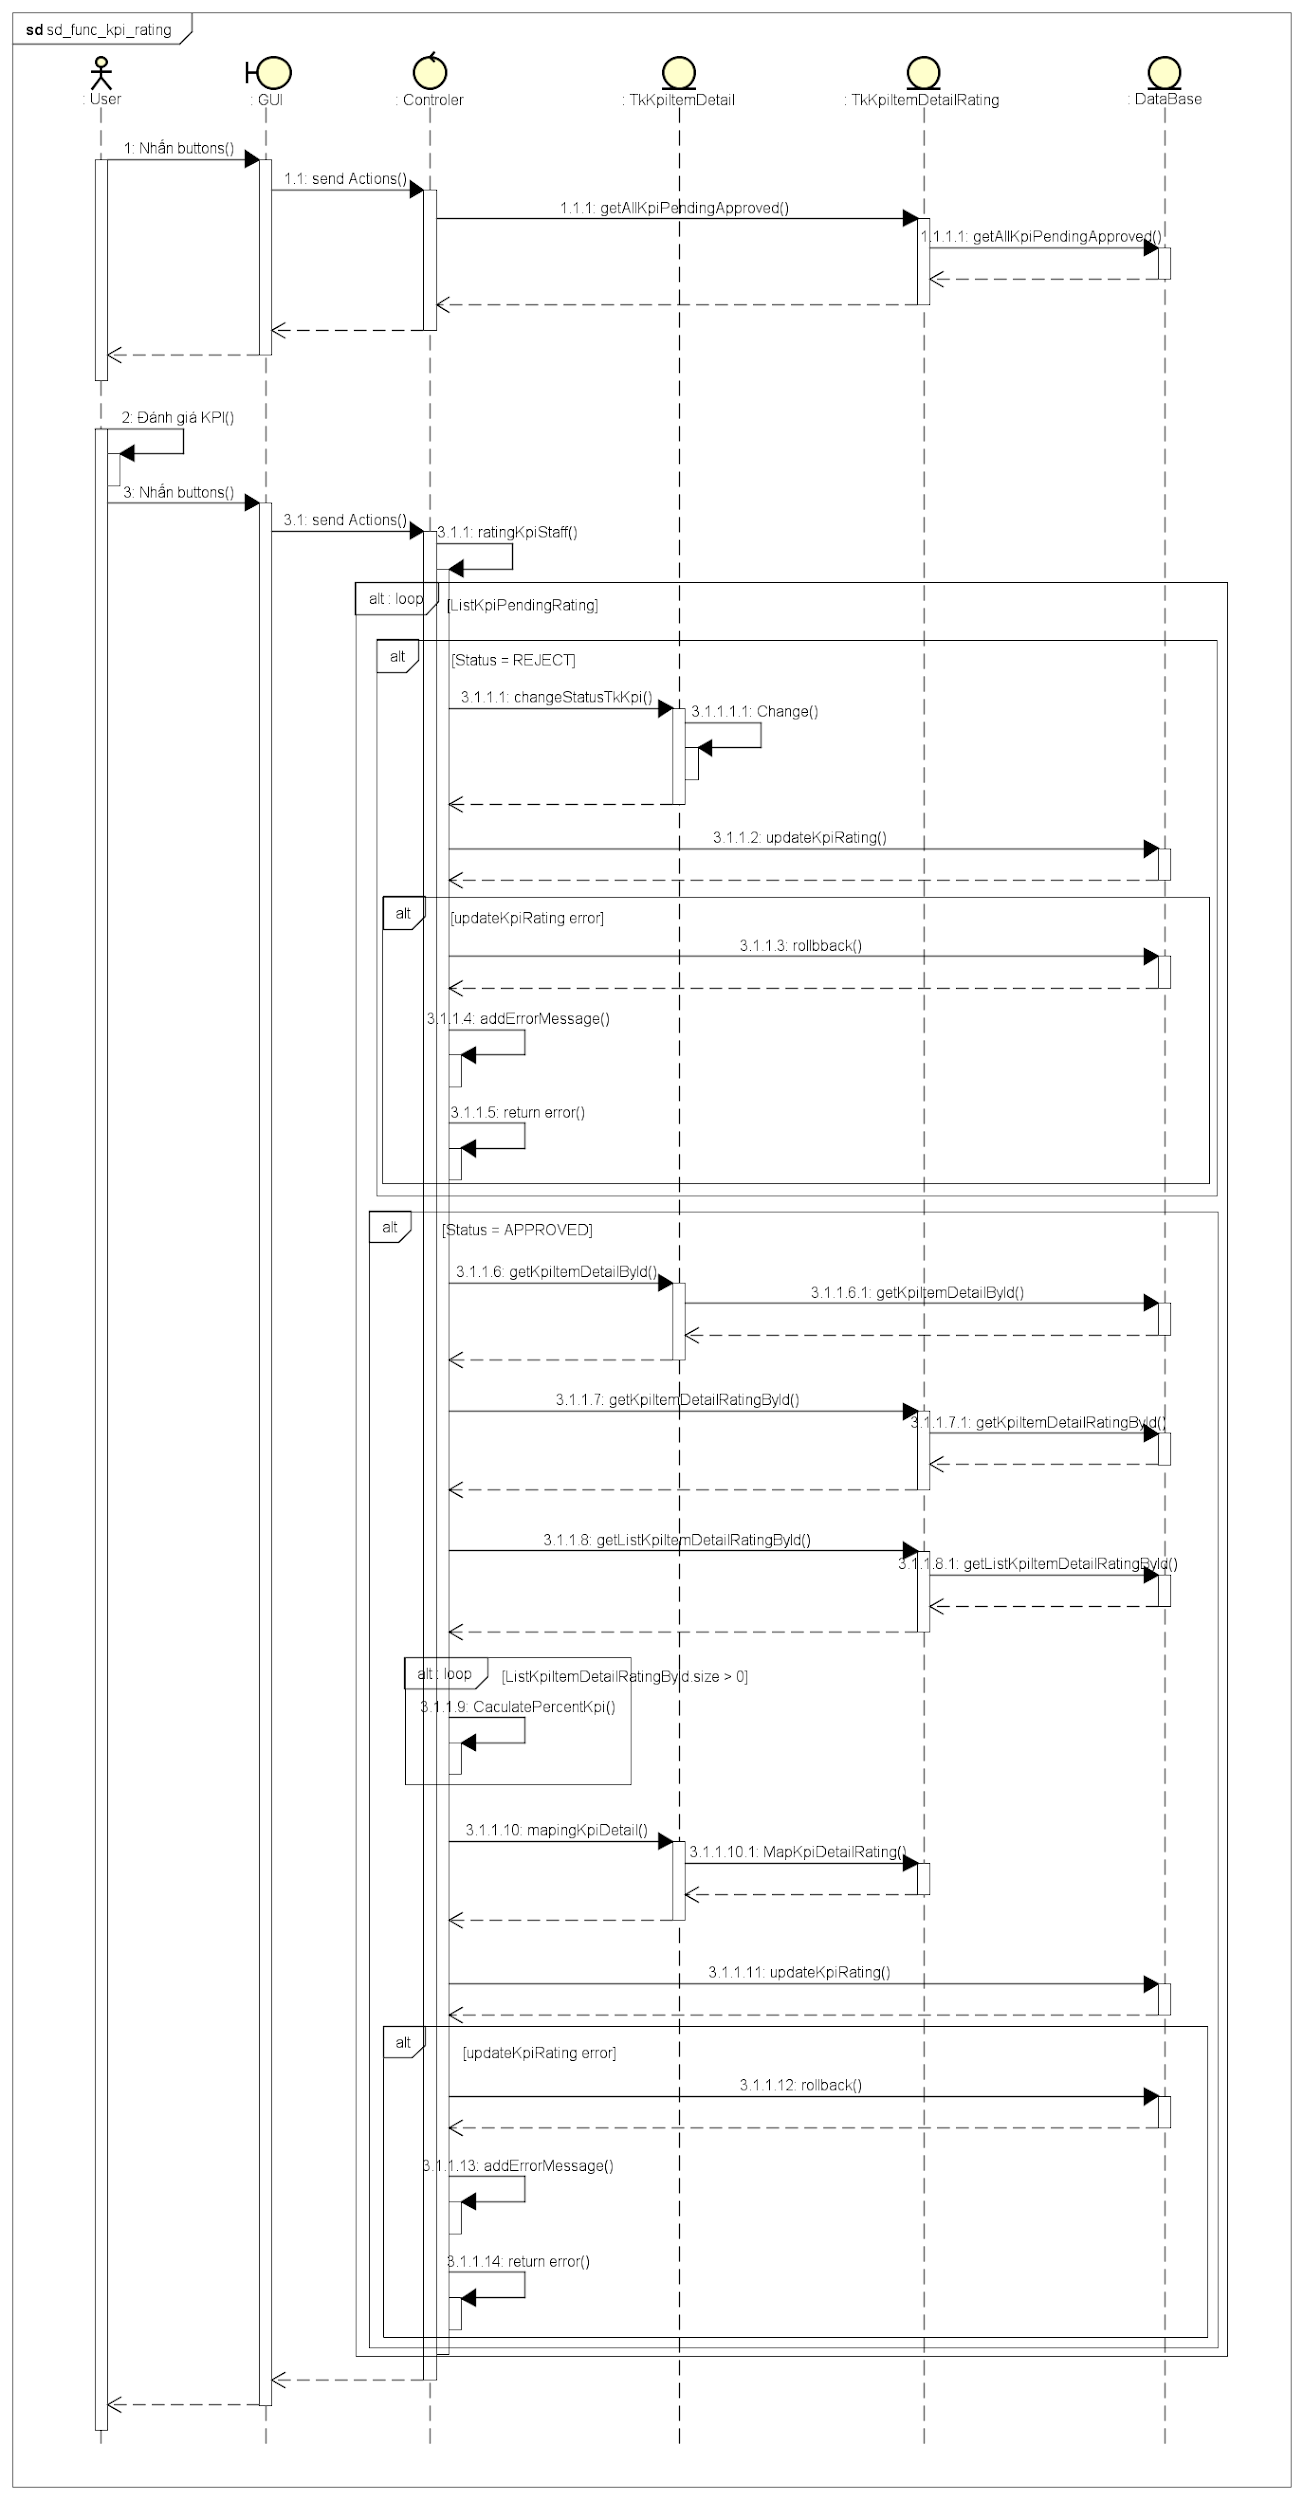 sd sd_func_kpi_rating
: User
: GUI
: Controler
: TkKpiItemDetail
: TkKpiItemDetailRating
: DataBase
1: Nhấn buttons()
1.1: send Actions()
1.1.1: getAllKpiPendingApproved()
1.1.1.1: getAllKpiPendingApproved()
2: Đánh giá KPI()
3: Nhấn buttons()
3.1: send Actions()
3.1.1: ratingKpiStaff()
alt : loop
[ListKpiPendingRating]
alt
[Status = REJECT]
3.1.1.1: changeStatusTkKpi()
3.1.1.1.1: Change()
3.1.1.2: updateKpiRating()
alt
[updateKpiRating error]
3.1.1.3: rollbback()
3.1.1.4: addErrorMessage()
3.1.1.5: return error()
alt
[Status = APPROVED]
3.1.1.6: getKpiItemDetailById()
3.1.1.6.1: getKpiItemDetailById()
3.1.1.7: getKpiItemDetailRatingById()
3.1.1.7.1: getKpiItemDetailRatingById()
3.1.1.8: getListKpiItemDetailRatingById()
3.1.1.8.1: getListKpiItemDetailRatingById()
alt : loop
[ListKpiItemDetailRatingById.size > 0]
3.1.1.9: CaculatePercentKpi()
3.1.1.10: mapingKpiDetail()
3.1.1.10.1: MapKpiDetailRating()
3.1.1.11: updateKpiRating()
alt
[updateKpiRating error]
3.1.1.12: rollback()
3.1.1.13: addErrorMessage()
3.1.1.14: return error()